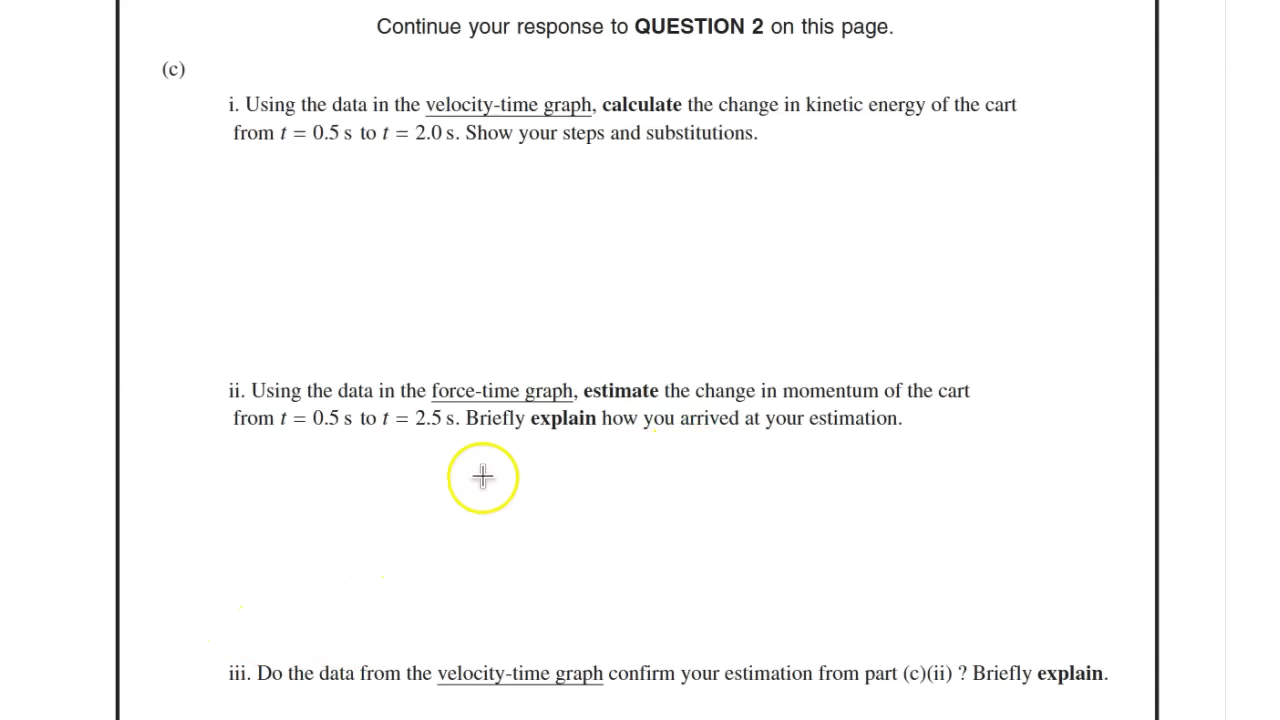 Continue your response to QUESTION 2 on this page.
(c)
i. Using the data in the velocity-time graph, calculate the change in kinetic energy of the cart
from t = 0.5 s to t = 2.0 s. Show your steps and substitutions.
ii. Using the data in the force-time graph, estimate the change in momentum of the cart
from t = 0.5 s to t = 2.5 s. Briefly explain how you arrived at your estimation.
iii. Do the data from the velocity-time graph confirm your estimation from part (c)(ii) ? Briefly explain.